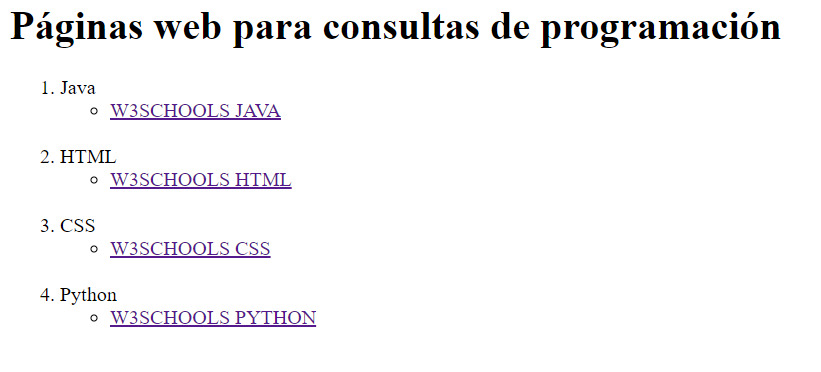 Páginas web para consultas de programación
1. Java
W3SCHOOLS JAVA
2. HTML
W3SCHOOLS HTML
3. CSS
W3SCHOOLS CSS
4. Python
W3SCHOOLS PYTHON